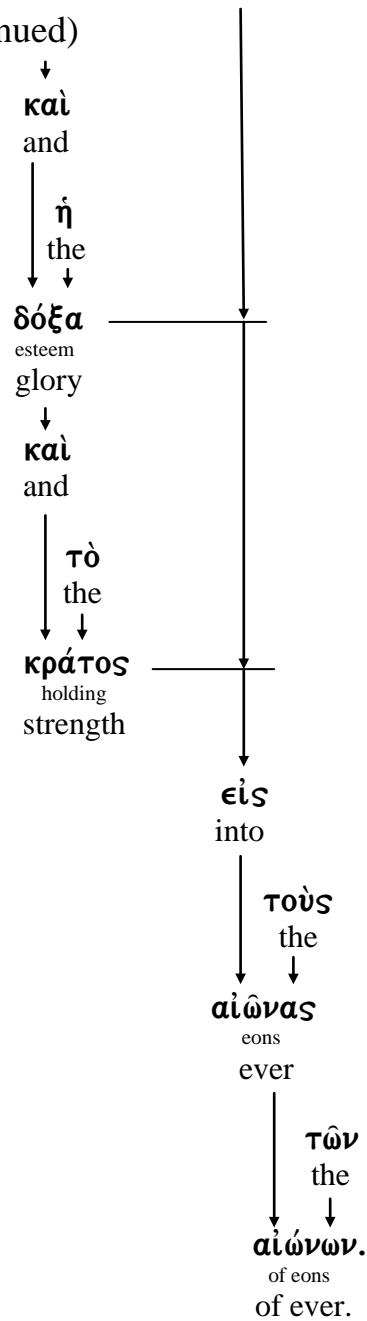 nued)
καὶ
and
ἡ
the
δόξα
esteem
glory
καὶ
and
τὸ
the
κράτος
holding
strength
εἰς
into
τοὺς
the
αἰῶνας
eons
ever
τῶν
the
αἰώνων.
of eons
of ever.